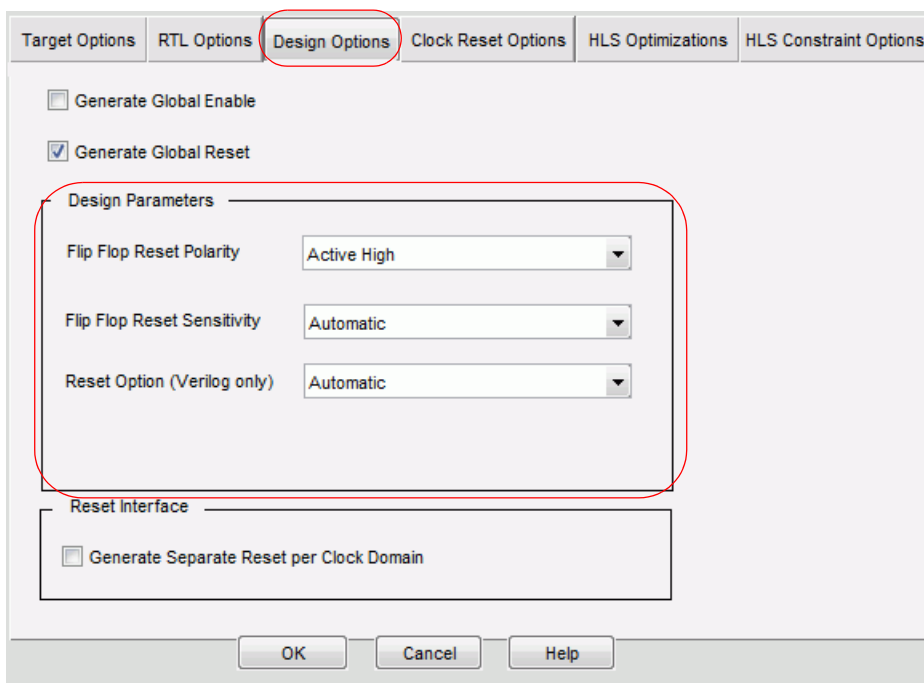 Target Options RTL Options Design Options Clock Reset Options HLS Optimizations HLS Constraint Options
Generate Global Enable
Generate Global Reset
Design Parameters
Flip Flop Reset Polarity Active High
Flip Flop Reset Sensitivity Automatic
Reset Option (Verilog only) Automatic
Reset Interface
Generate Separate Reset per Clock Domain
OK Cancel Help